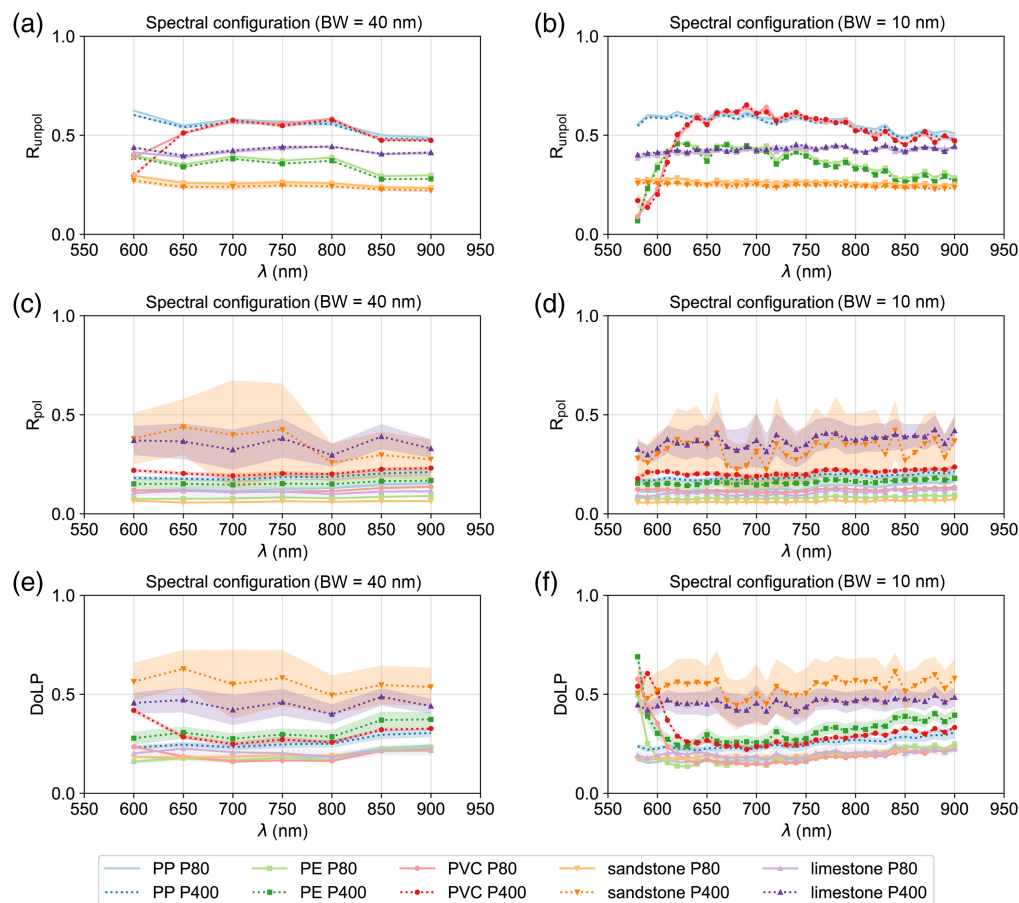 (a) Spectral configuration (BW = 40 nm)
1.0
0.5
0.0
R_unpol
550 600 650 700 750 800 850 900 950
λ (nm)
(b) Spectral configuration (BW = 10 nm)
1.0
0.5
0.0
R_unpol
550 600 650 700 750 800 850 900 950
λ (nm)
(c) Spectral configuration (BW = 40 nm)
1.0
0.5
0.0
R_pol
550 600 650 700 750 800 850 900 950
λ (nm)
(d) Spectral configuration (BW = 10 nm)
1.0
0.5
0.0
R_pol
550 600 650 700 750 800 850 900 950
λ (nm)
(e) Spectral configuration (BW = 40 nm)
1.0
0.5
0.0
DoLP
550 600 650 700 750 800 850 900 950
λ (nm)
(f) Spectral configuration (BW = 10 nm)
1.0
0.5
0.0
DoLP
550 600 650 700 750 800 850 900 950
λ (nm)
PP P80 PE P80 PVC P80 sandstone P80 limestone P80
PP P400 PE P400 PVC P400 sandstone P400 limestone P400